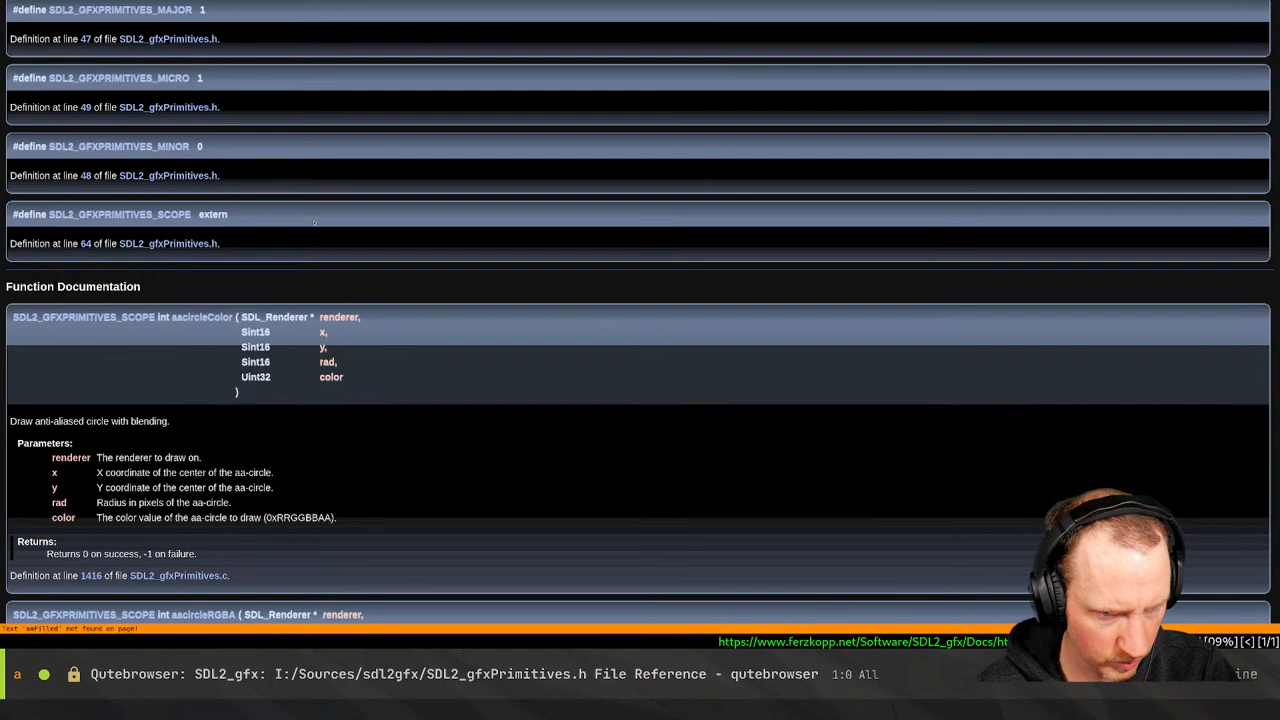 #define SDL2_GFXPRIMITIVES_MAJOR 1
Definition at line 47 of file SDL2_gfxPrimitives.h.
#define SDL2_GFXPRIMITIVES_MICRO 1
Definition at line 49 of file SDL2_gfxPrimitives.h.
#define SDL2_GFXPRIMITIVES_MINOR 0
Definition at line 48 of file SDL2_gfxPrimitives.h.
#define SDL2_GFXPRIMITIVES_SCOPE extern
Definition at line 64 of file SDL2_gfxPrimitives.h.
Function Documentation
SDL2_GFXPRIMITIVES_SCOPE int aacircleColor ( SDL_Renderer * renderer,
Sint16 x,
Sint16 y,
Sint16 rad,
Uint32 color
)
Draw anti-aliased circle with blending.
Parameters:
renderer The renderer to draw on.
x X coordinate of the center of the aa-circle.
y Y coordinate of the center of the aa-circle.
rad Radius in pixels of the aa-circle.
color The color value of the aa-circle to draw (0xRRGGBBAA).
Returns:
Returns 0 on success, -1 on failure.
Definition at line 1416 of file SDL2_gfxPrimitives.c.
SDL2_GFXPRIMITIVES_SCOPE int aacircleRGBA ( SDL_Renderer * renderer,
Text 'aaFilled' not found on page!
https://www.ferzkopp.net/Software/SDL2_gfx/Docs/ht [09%] [<] [1/1]
a Qutebrowser: SDL2_gfx: I:/Sources/sdl2gfx/SDL2_gfxPrimitives.h File Reference - qutebrowser 1:0 All ine